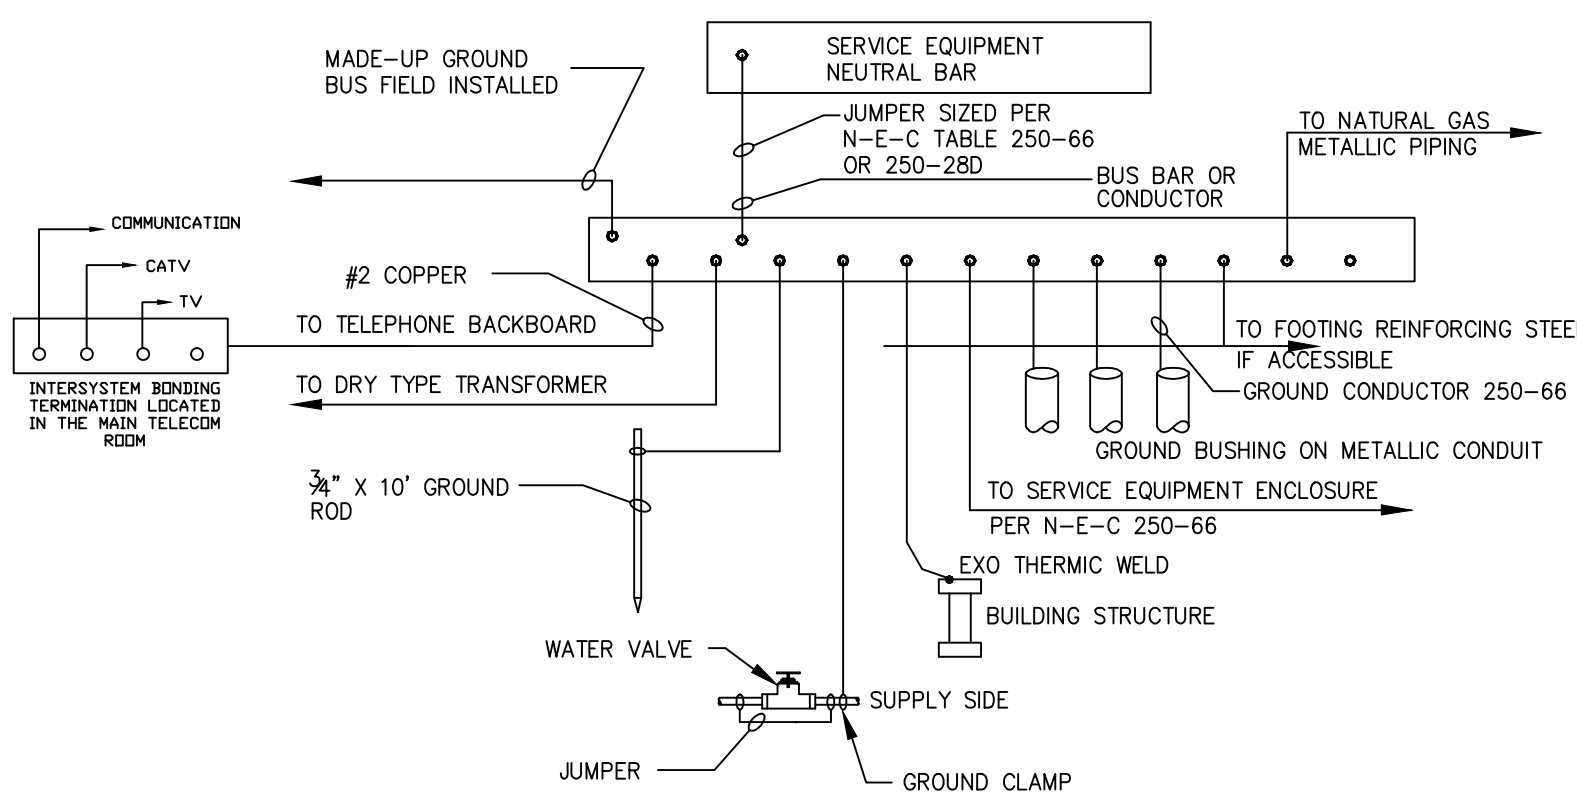 MADE-UP GROUND
BUS FIELD INSTALLED
SERVICE EQUIPMENT
NEUTRAL BAR
JUMPER SIZED PER
N-E-C TABLE 250-66
OR 250-28D
BUS BAR OR
CONDUCTOR
TO NATURAL GAS
METALLIC PIPING
COMMUNICATION
CATV
TV
#2 COPPER
TO TELEPHONE BACKBOARD
TO DRY TYPE TRANSFORMER
INTERSYSTEM BONDING
TERMINATION LOCATED
IN THE MAIN TELECOM
ROOM
TO FOOTING REINFORCING STEE
IF ACCESSIBLE
GROUND CONDUCTOR 250-66
GROUND BUSHING ON METALLIC CONDUIT
3/4" X 10' GROUND
ROD
TO SERVICE EQUIPMENT ENCLOSURE
PER N-E-C 250-66
EXO THERMIC WELD
BUILDING STRUCTURE
WATER VALVE
SUPPLY SIDE
JUMPER
GROUND CLAMP